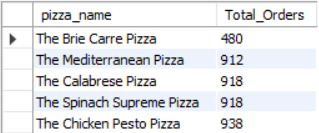 pizza_name Total_Orders
The Brie Carre Pizza 480
The Mediterranean Pizza 912
The Calabrese Pizza 918
The Spinach Supreme Pizza 918
The Chicken Pesto Pizza 938